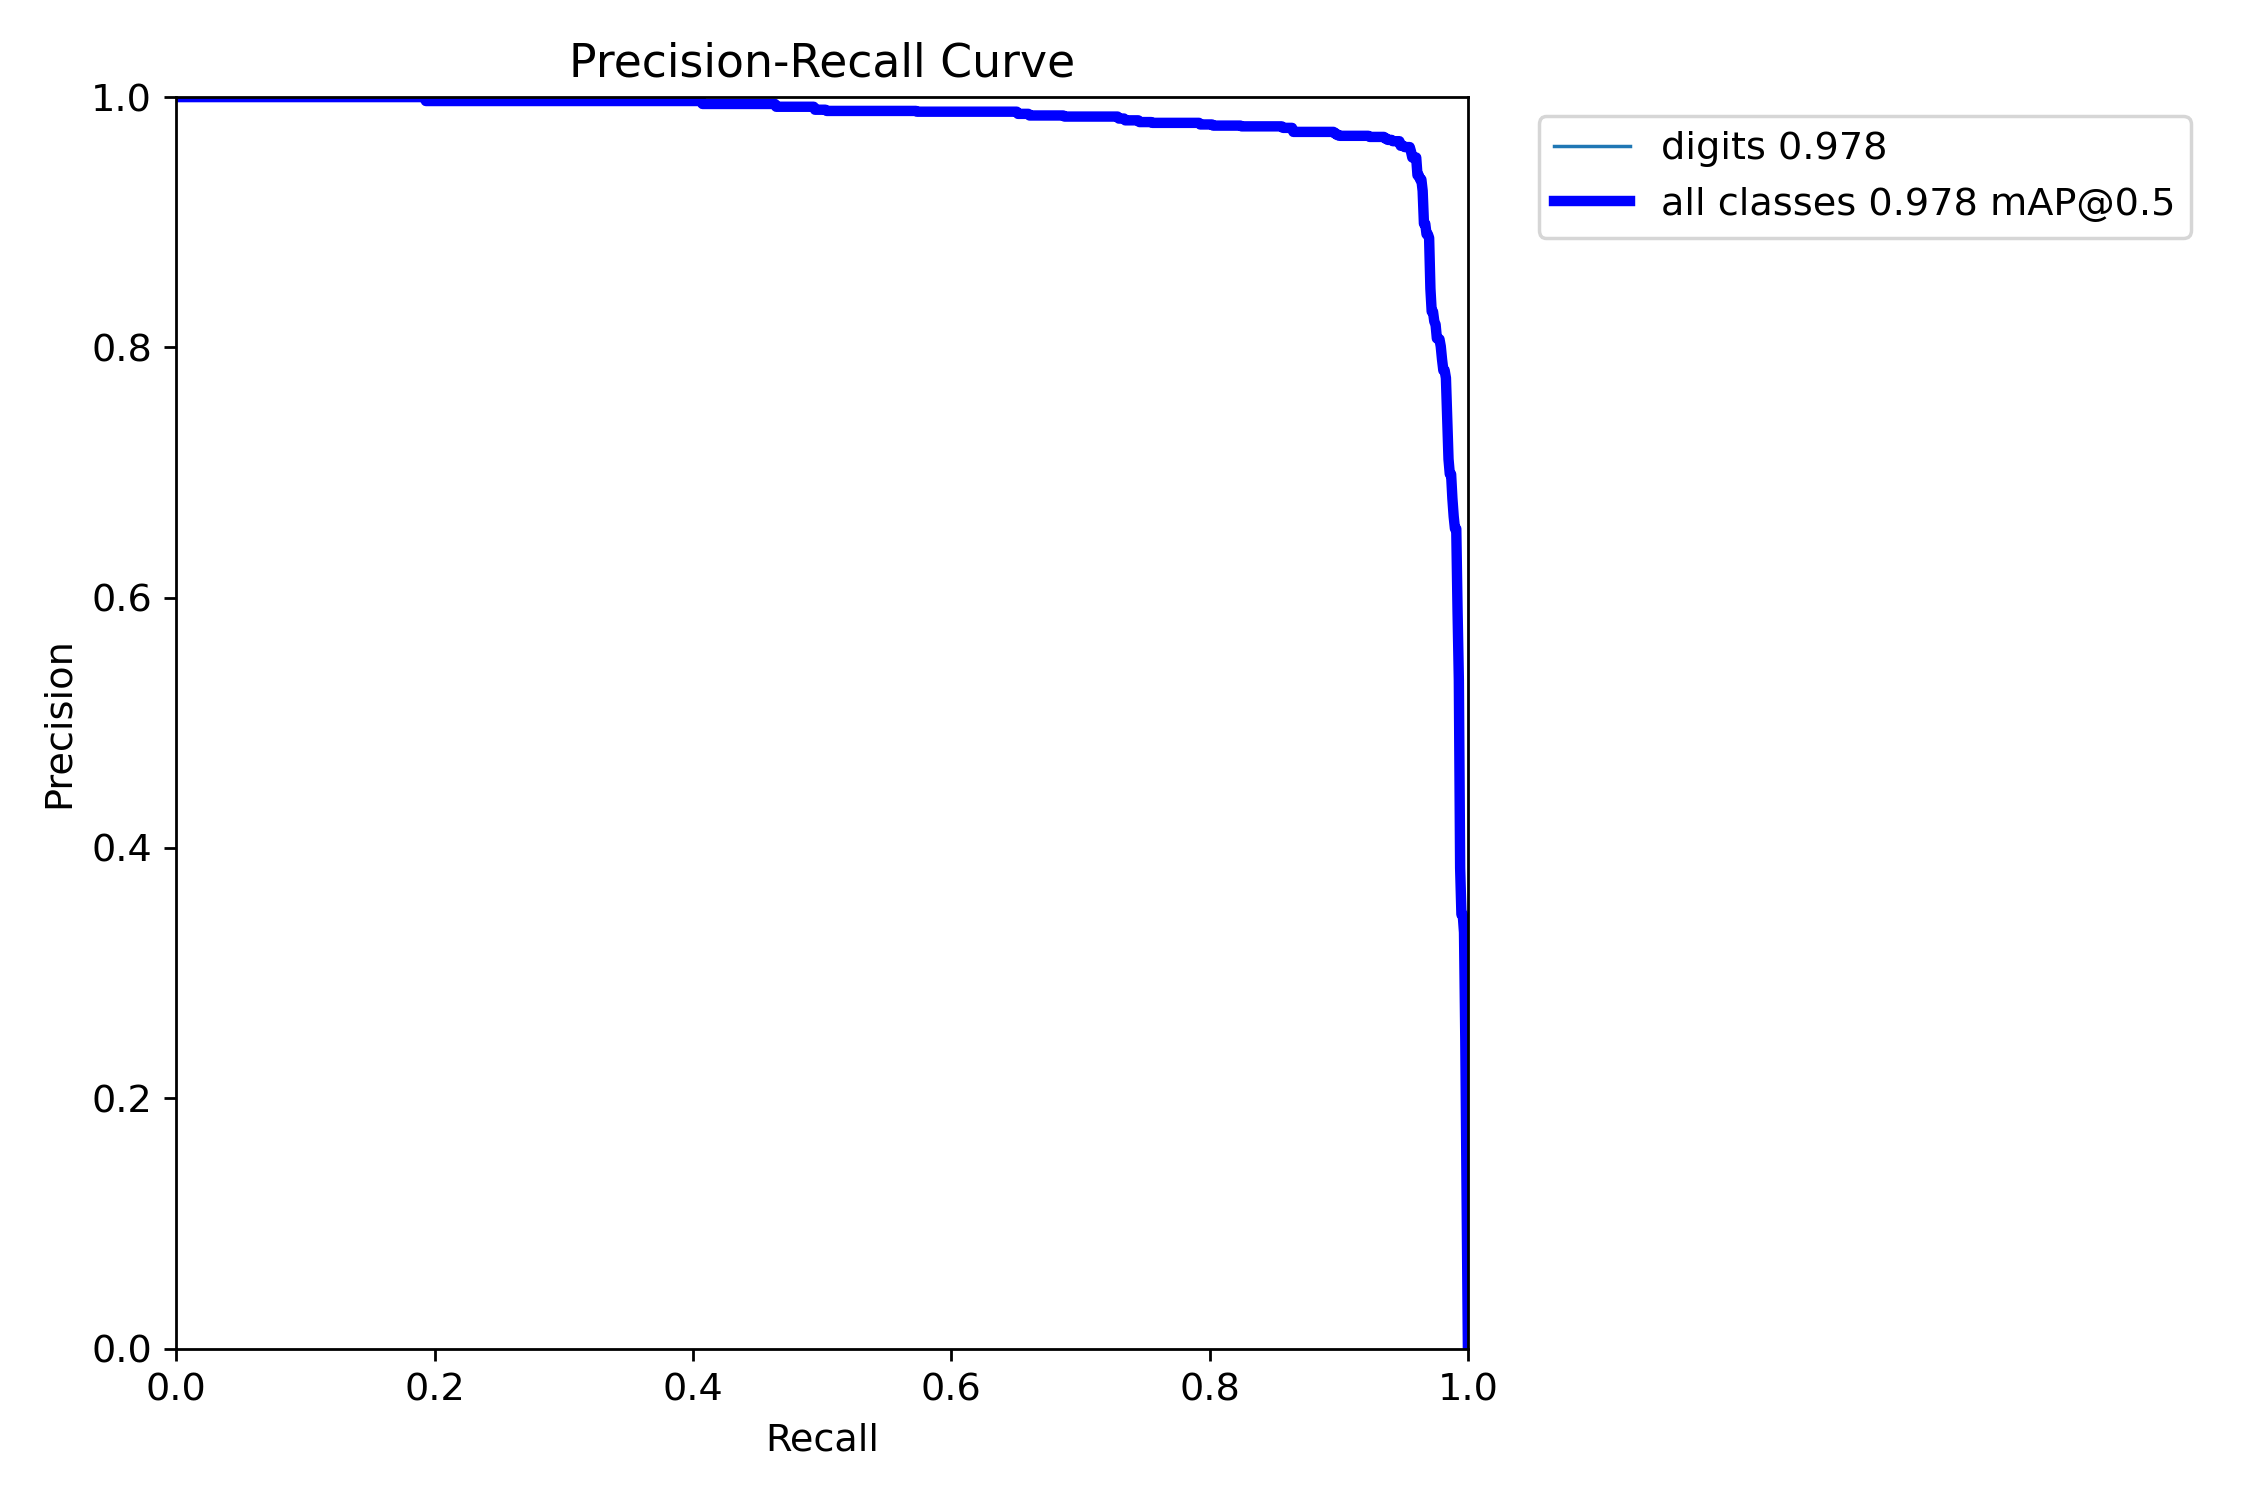 Precision-Recall Curve
digits 0.978
all classes 0.978 mAP@0.5
1.0
0.8
0.6
0.4
0.2
0.0
Precision
0.0 0.2 0.4 0.6 0.8 1.0
Recall